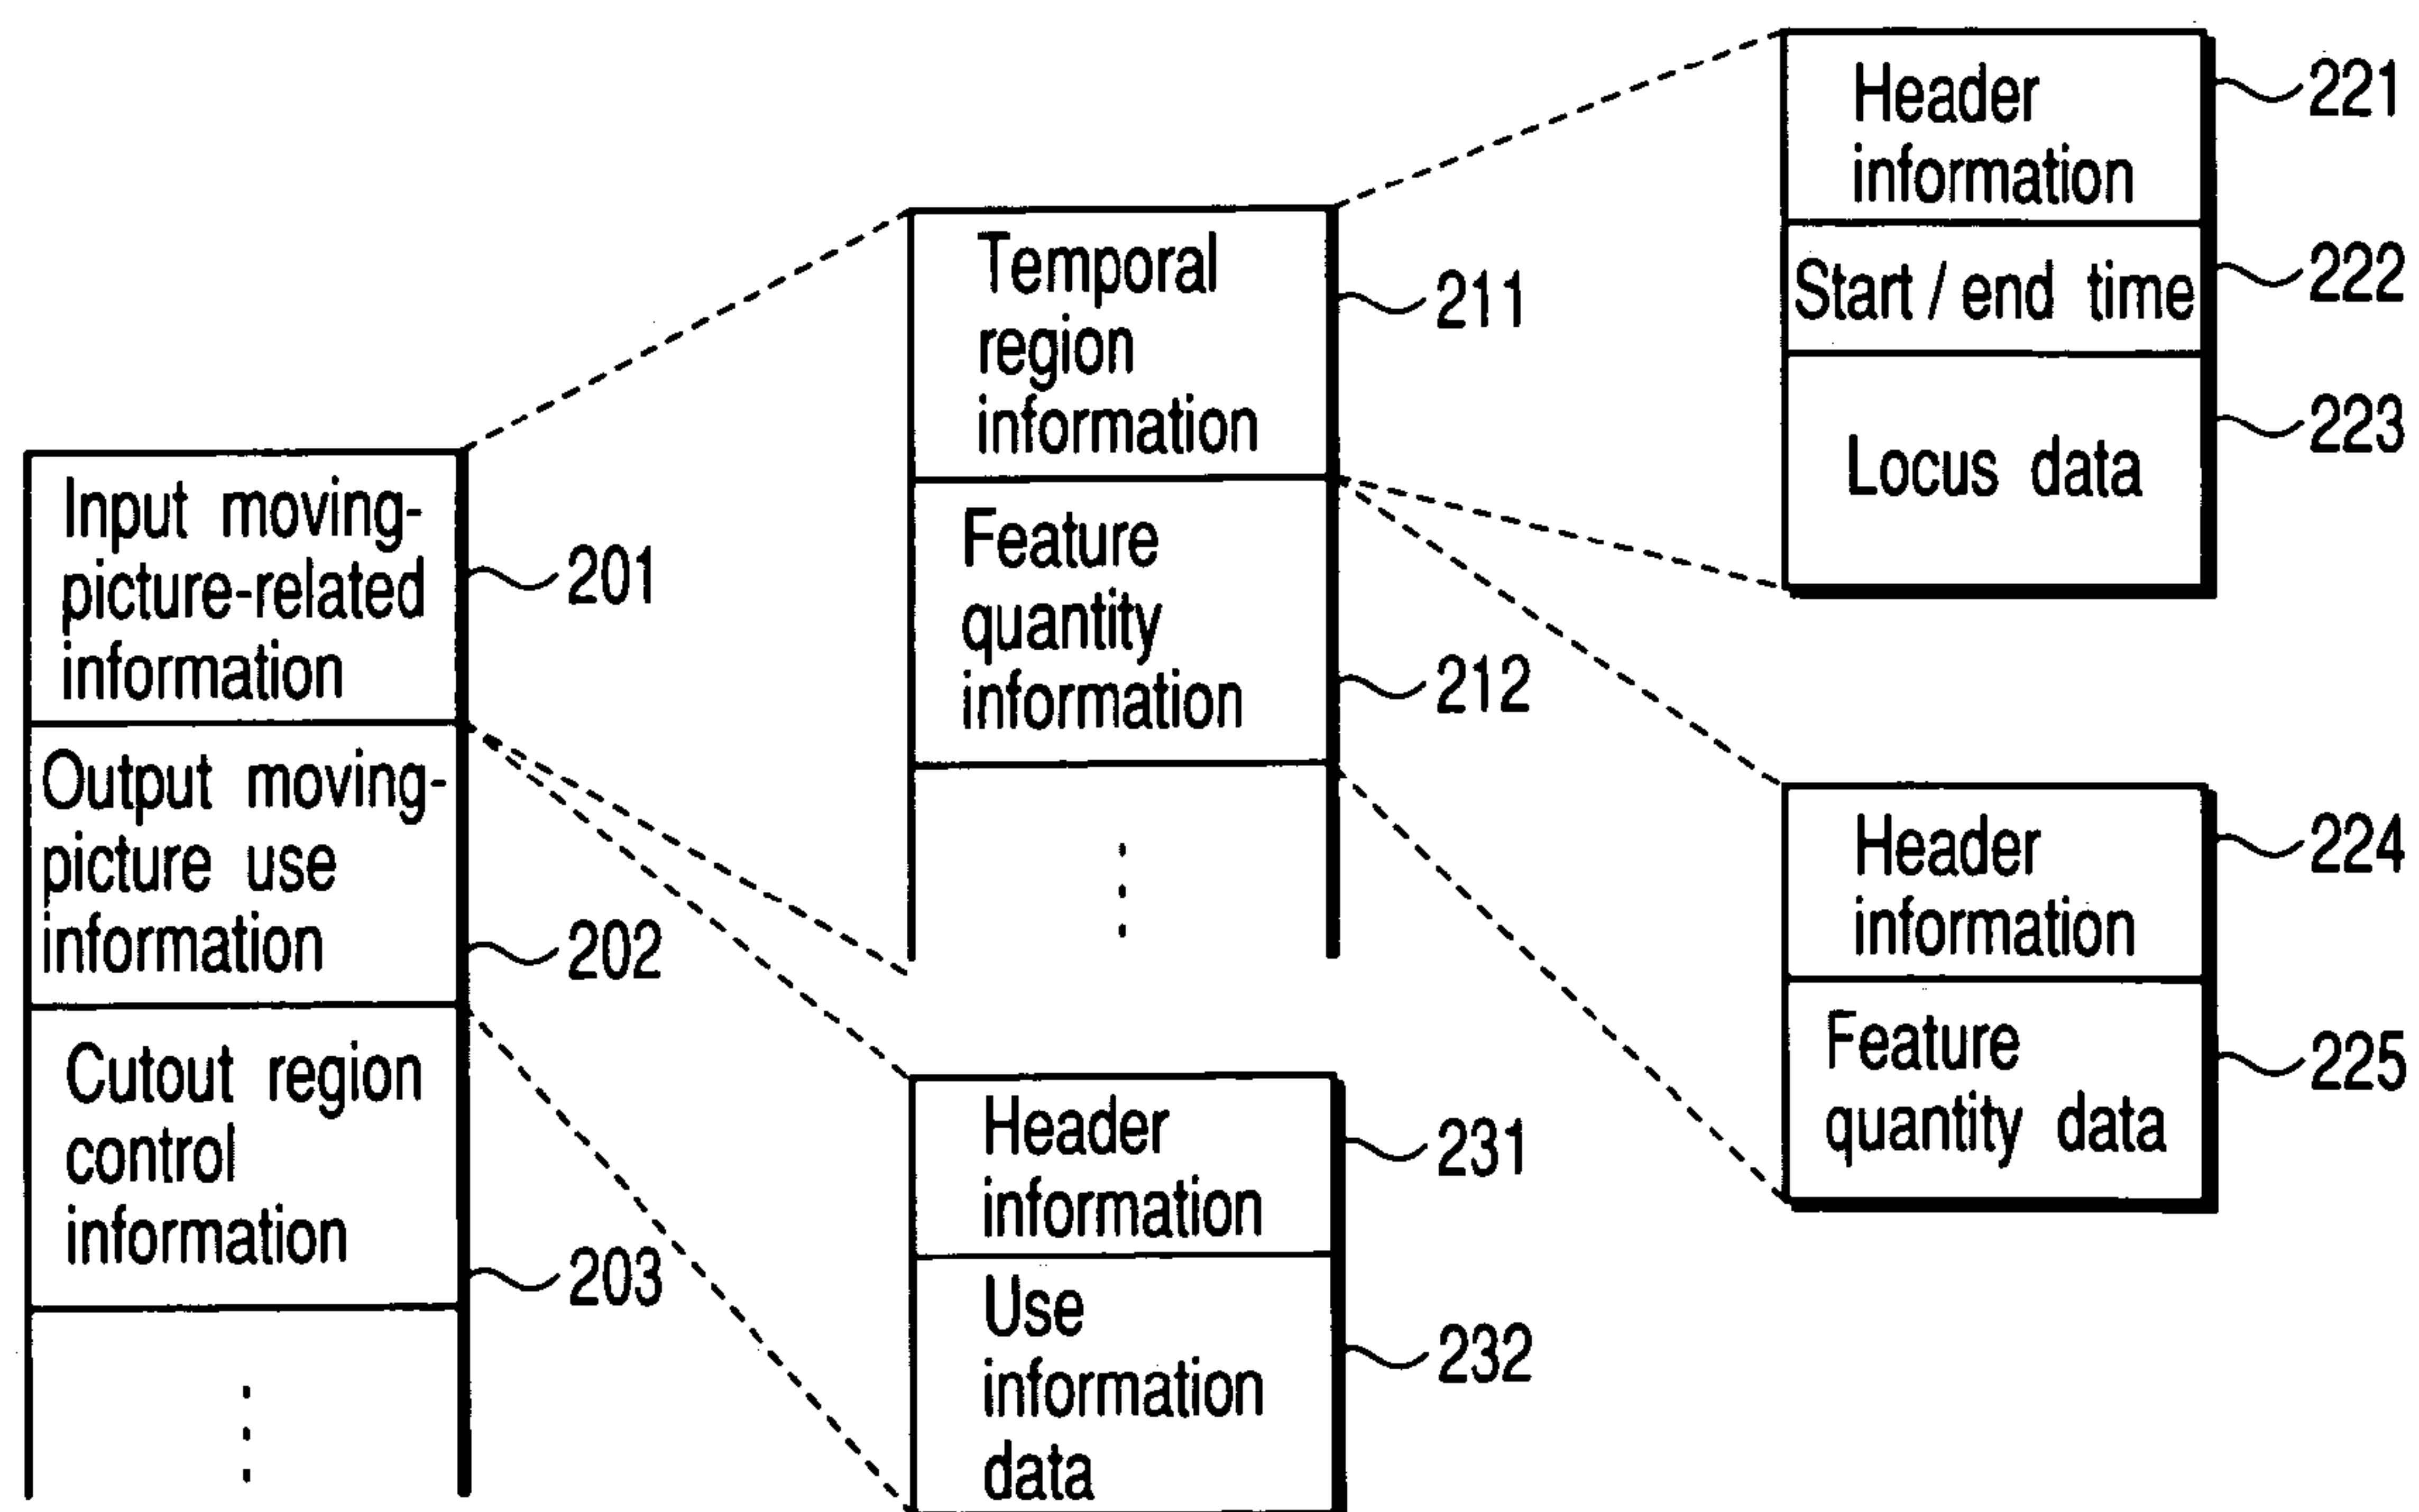 Input moving-
picture-related
information
201
Output moving-
picture use
information
202
Cutout region
control
information
203
Temporal
region
information
211
Feature
quantity
information
212
Header
information
231
Use
information
data
232
Header
information
221
Start / end time
222
Locus data
223
Header
information
224
Feature
quantity data
225